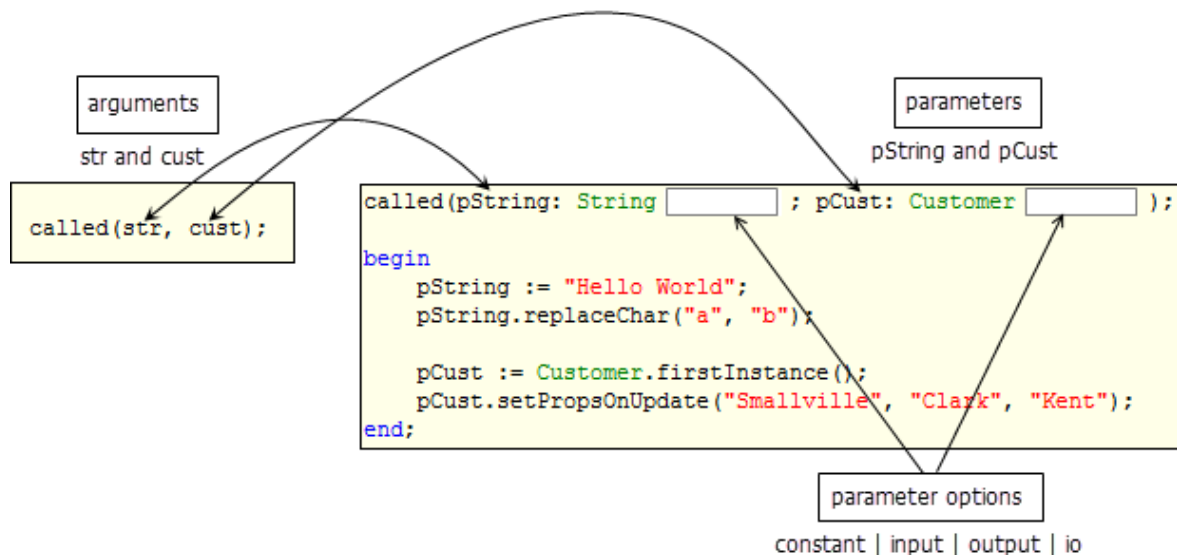 arguments
str and cust
called(str, cust);
parameters
pString and pCust
called(pString: String ; pCust: Customer );
begin
pString := "Hello World";
pString.replaceChar("a", "b");
pCust := Customer.firstInstance();
pCust.setPropsOnUpdate("Smallville", "Clark", "Kent");
end;
parameter options
constant | input | output | io